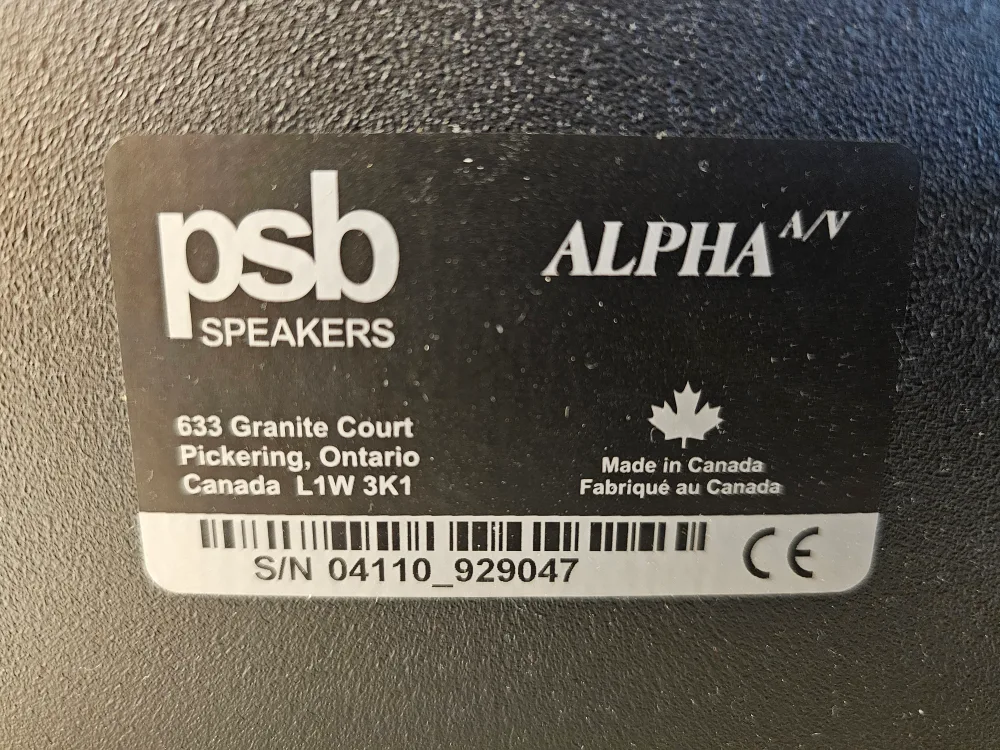 psb
SPEAKERS
ALPHA A/V
633 Granite Court
Pickering, Ontario
Canada L1W 3K1
Made in Canada
Fabriqué au Canada
S/N 04110_929047
CE